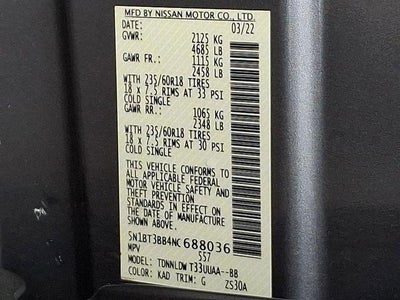 MFD BY NISSAN MOTOR CO., LTD.
03/22
GVWR: 2125 KG
4685 LB
GAWR FR.: 1115 KG
2458 LB
WITH 235/60R18 TIRES
18 x 7.5 RIMS AT 33 PSI
COLD SINGLE
GAWR RR.: 1065 KG
2348 LB
WITH 235/60R18 TIRES
18 x 7.5 RIMS AT 30 PSI
COLD SINGLE
THIS VEHICLE CONFORMS TO
ALL APPLICABLE FEDERAL
MOTOR VEHICLE SAFETY AND
THEFT PREVENTION
STANDARDS IN EFFECT ON
THE DATE OF MANUFACTURE
SHOWN ABOVE.
5N1BT3BB4NC688036
MPV S57
MODEL: TDNNLDW T33UUAA--BB
COLOR: KAD TRIM: G ZS30A